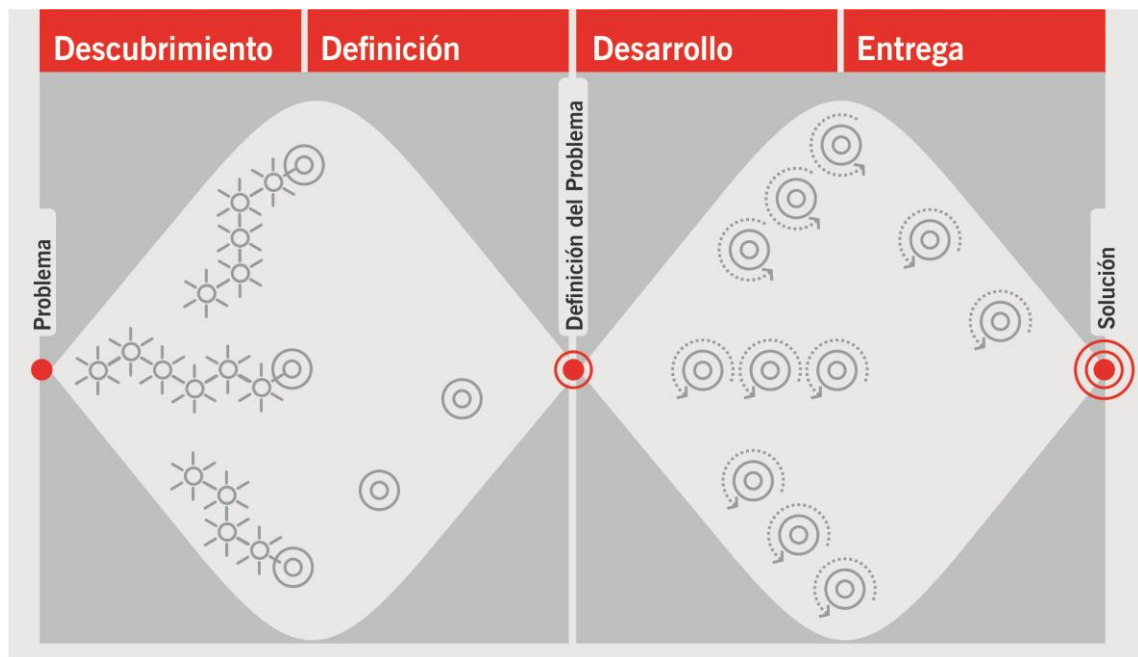 Descubrimiento
Definición
Desarrollo
Entrega
Problema
Definición del Problema
Solución